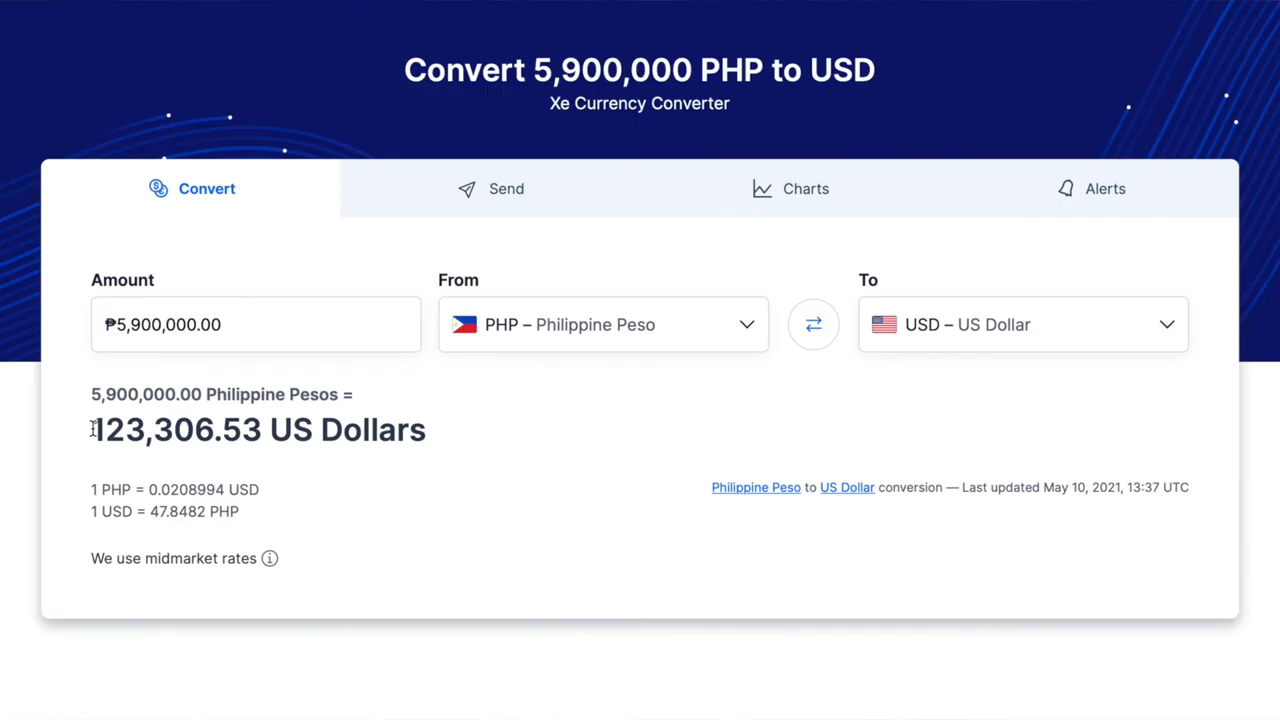 Convert 5,900,000 PHP to USD
Xe Currency Converter
Convert
Send
Charts
Alerts
Amount
From
To
₱5,900,000.00
PHP – Philippine Peso
USD – US Dollar
5,900,000.00 Philippine Pesos =
123,306.53 US Dollars
1 PHP = 0.0208994 USD
1 USD = 47.8482 PHP
Philippine Peso to US Dollar conversion — Last updated May 10, 2021, 13:37 UTC
We use midmarket rates